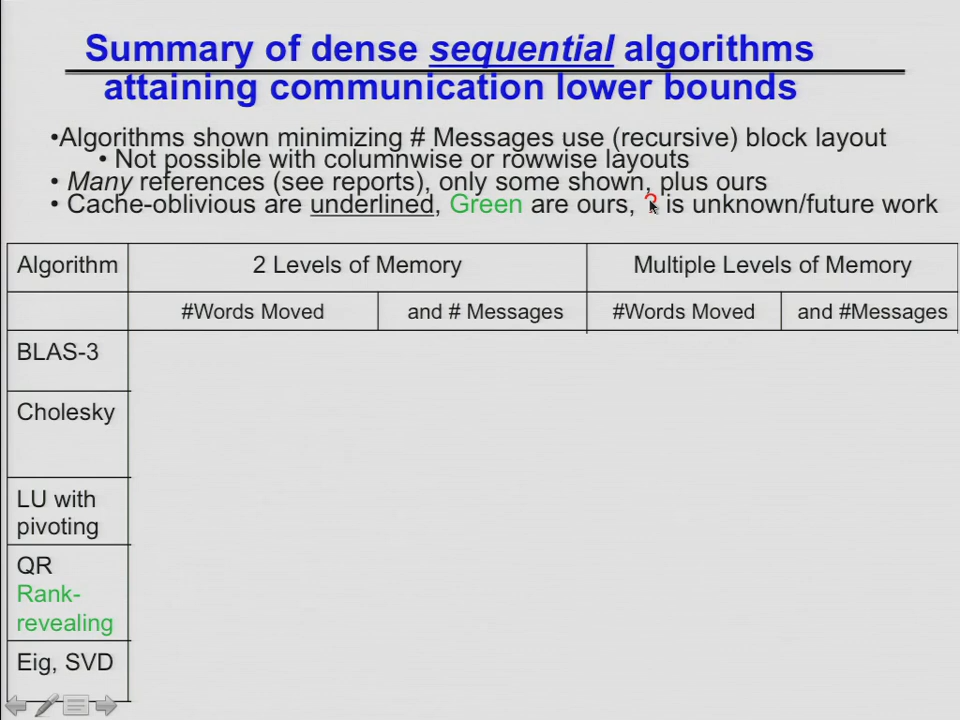 Summary of dense sequential algorithms
attaining communication lower bounds
•Algorithms shown minimizing # Messages use (recursive) block layout
• Not possible with columnwise or rowwise layouts
• Many references (see reports), only some shown, plus ours
• Cache-oblivious are underlined, Green are ours, ? is unknown/future work
Algorithm 2 Levels of Memory Multiple Levels of Memory
#Words Moved and # Messages #Words Moved and #Messages
BLAS-3
Cholesky
LU with
pivoting
QR
Rank-
revealing
Eig, SVD